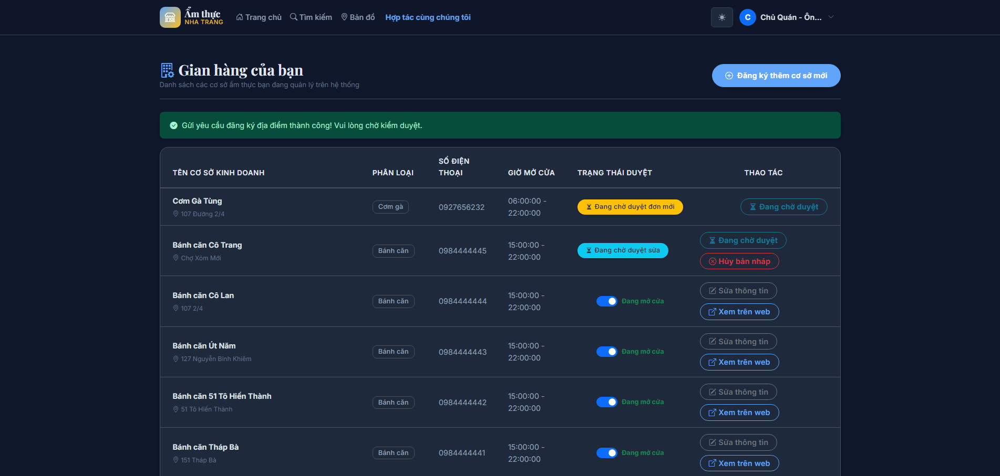 Ẩm thực
NHA TRANG
Trang chủ
Tìm kiếm
Bản đồ
Hợp tác cùng chúng tôi
C
Chủ Quán - Ôn...
Gian hàng của bạn
Danh sách các cơ sở ẩm thực bạn đang quản lý trên hệ thống
Đăng ký thêm cơ sở mới
Gửi yêu cầu đăng ký địa điểm thành công! Vui lòng chờ kiểm duyệt.
TÊN CƠ SỞ KINH DOANH
PHÂN LOẠI
SỐ ĐIỆN
THOẠI
GIỜ MỞ CỬA
TRẠNG THÁI DUYỆT
THAO TÁC
Cơm Gà Tùng
107 Đường 2/4
Cơm gà
0927656232
06:00:00 -
22:00:00
Đang chờ duyệt đơn mới
Đang chờ duyệt
Bánh căn Cô Trang
Chợ Xóm Mới
Bánh căn
0984444445
15:00:00 -
22:00:00
Đang chờ duyệt sửa
Đang chờ duyệt
Hủy bản nháp
Bánh căn Cô Lan
107 2/4
Bánh căn
0984444444
15:00:00 -
22:00:00
Đang mở cửa
Sửa thông tin
Xem trên web
Bánh căn Út Năm
127 Nguyễn Bỉnh Khiêm
Bánh căn
0984444443
15:00:00 -
22:00:00
Đang mở cửa
Sửa thông tin
Xem trên web
Bánh căn 51 Tô Hiến Thành
51 Tô Hiến Thành
Bánh căn
0984444442
15:00:00 -
22:00:00
Đang mở cửa
Sửa thông tin
Xem trên web
Bánh căn Tháp Bà
151 Tháp Bà
Bánh căn
0984444441
15:00:00 -
22:00:00
Đang mở cửa
Sửa thông tin
Xem trên web